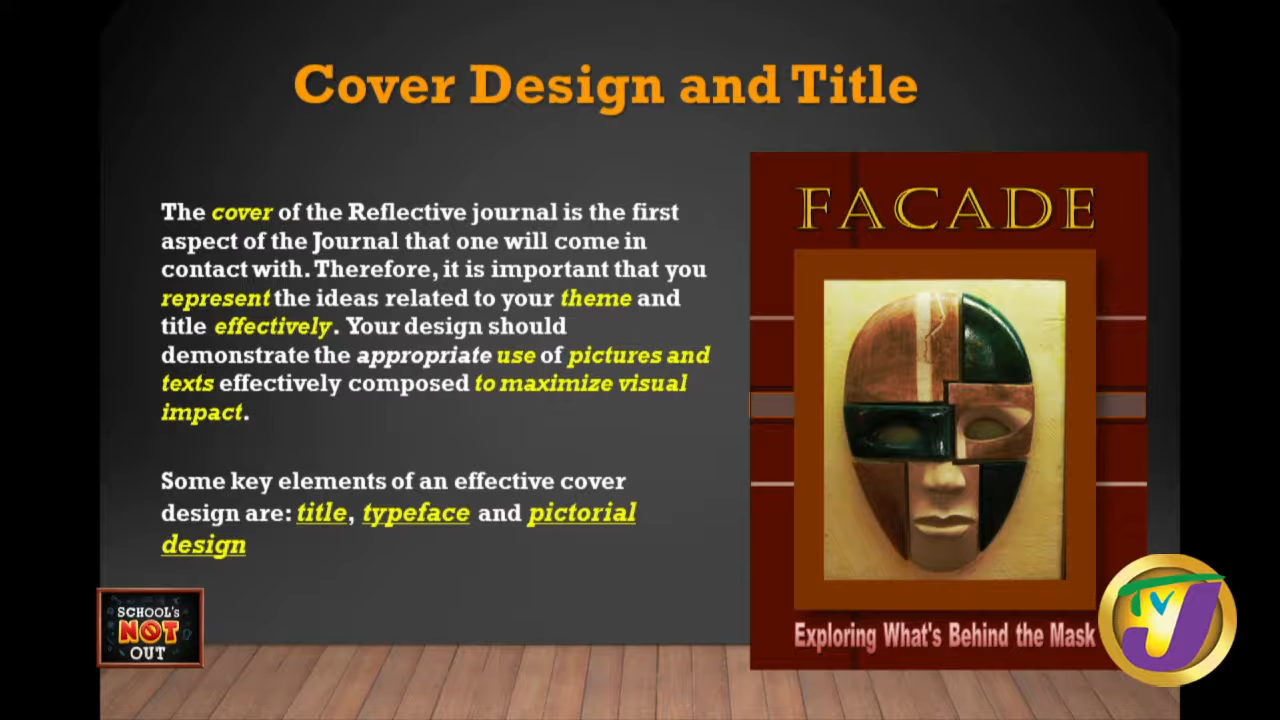 Cover Design and Title
The cover of the Reflective journal is the first
aspect of the Journal that one will come in
contact with. Therefore, it is important that you
represent the ideas related to your theme and
title effectively. Your design should
demonstrate the appropriate use of pictures and
texts effectively composed to maximize visual
impact.
Some key elements of an effective cover
design are: title, typeface and pictorial
design
FACADE
Exploring What's Behind the Mask
SCHOOL's
NOT
OUT
TVJ